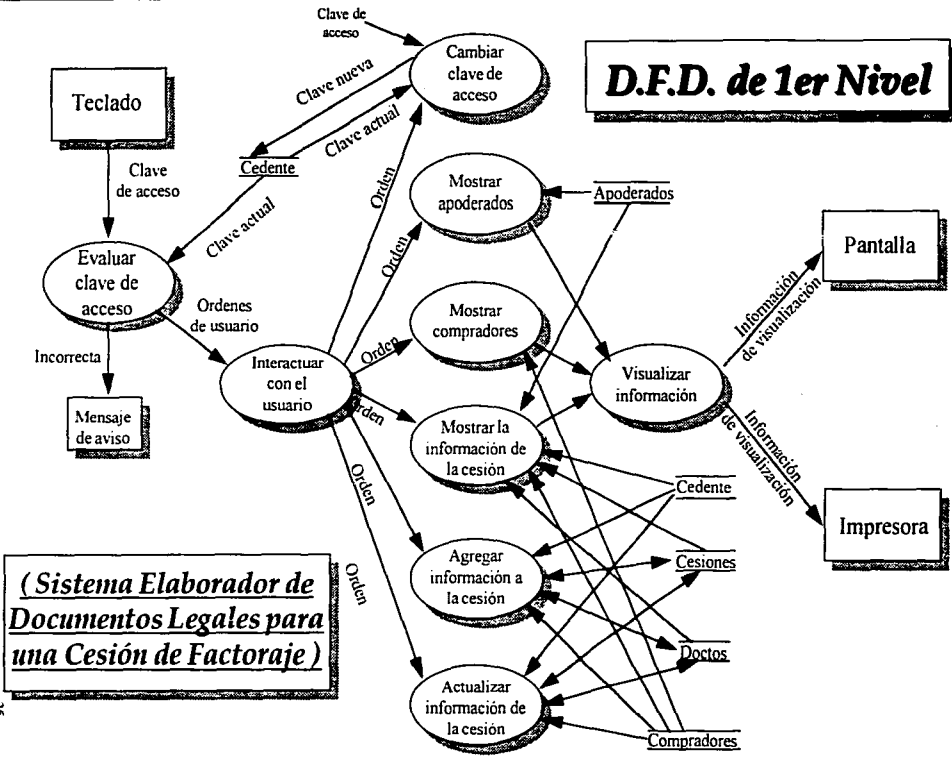 Clave de
acceso
Cambiar
clave de
acceso
D.F.D. de 1er Nivel
Teclado
Clave nueva
Clave actual
Cedente
Clave
de acceso
Clave actual
Orden
Mostrar
apoderados
Apoderados
Evaluar
clave de
acceso
Pantalla
Orden
Ordenes
de usuario
Mostrar
compradores
Información
de visualización
Incorrecta
Interactuar
con el
usuario
Orden
Visualizar
información
Mensaje
de aviso
Orden
Mostrar la
información de
la cesión
Información
de visualización
Orden
Cedente
Impresora
Agregar
información a
la cesión
Cesiones
Orden
( Sistema Elaborador de
Documentos Legales para
una Cesión de Factoraje )
Doctos
Actualizar
información de
la cesión
Compradores